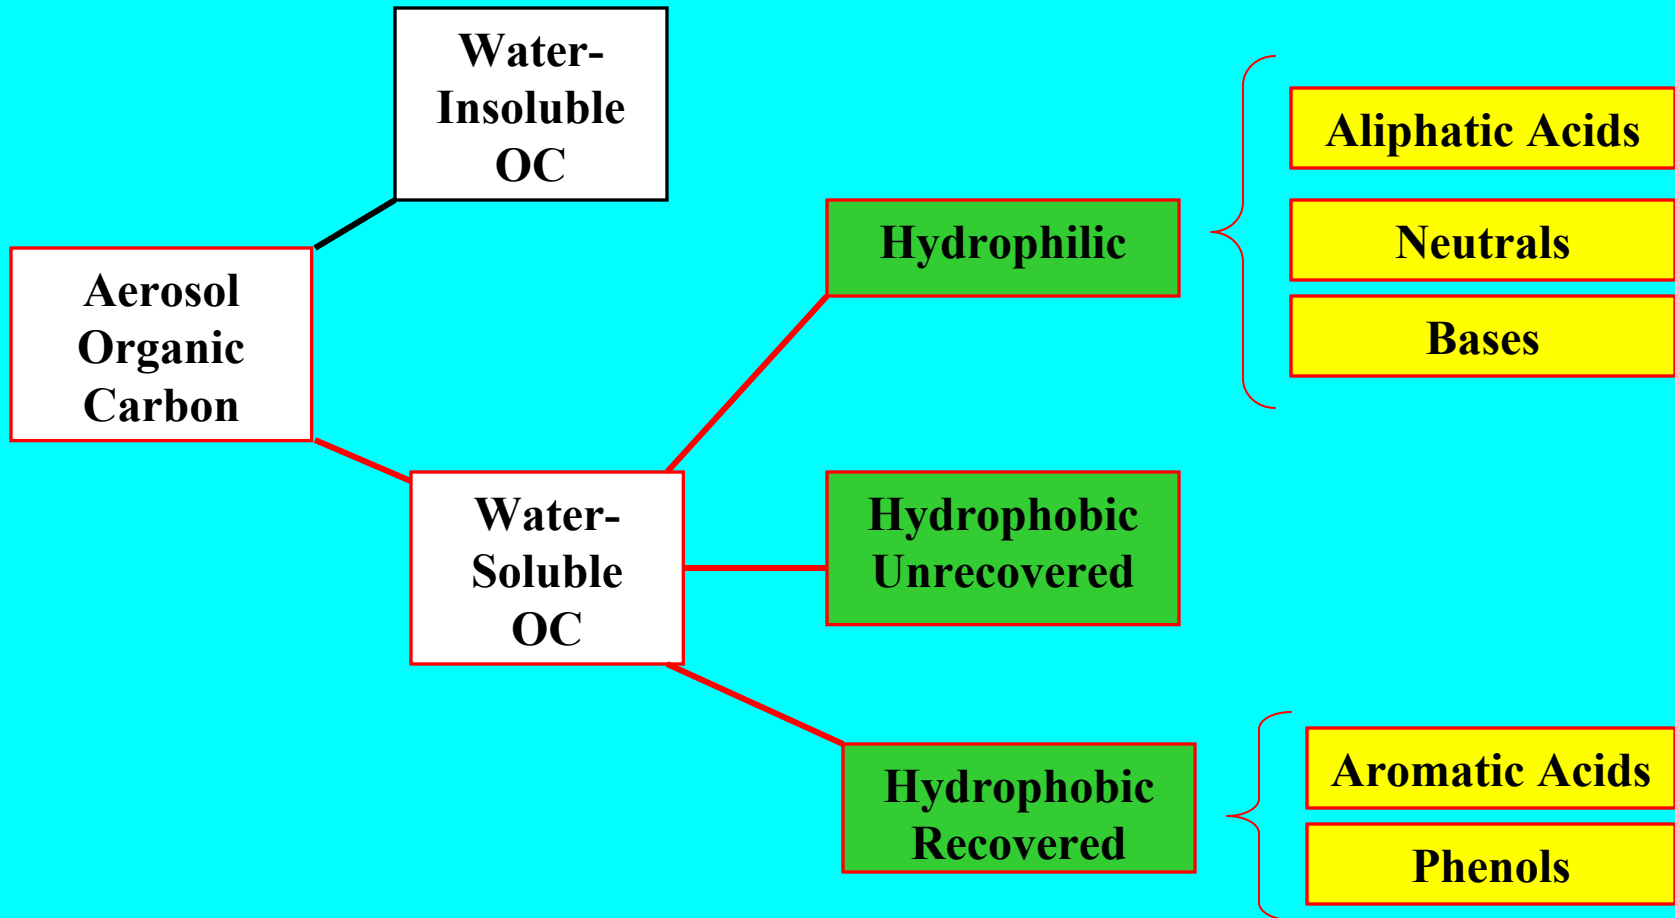 Water-
Insoluble
OC
Aerosol
Organic
Carbon
Water-
Soluble
OC
Hydrophilic
Hydrophobic
Unrecovered
Hydrophobic
Recovered
Aliphatic Acids
Neutrals
Bases
Aromatic Acids
Phenols